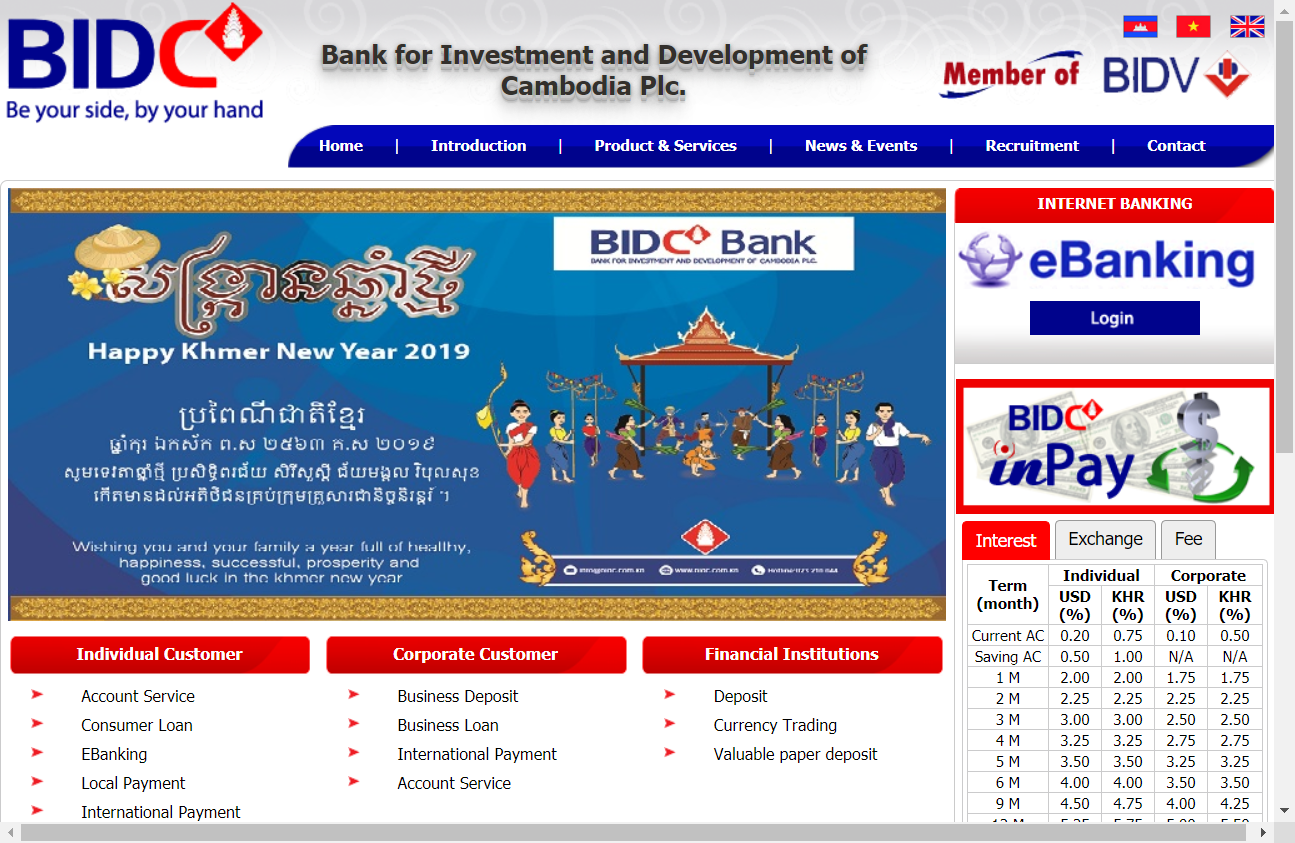 BIDC
Be your side, by your hand
Bank for Investment and Development of
Cambodia Plc.
Member of BIDV
Home | Introduction | Product & Services | News & Events | Recruitment | Contact
BIDC Bank
BANK FOR INVESTMENT AND DEVELOPMENT OF CAMBODIA PLC.
សង្ក្រានឆ្នាំថ្មី
Happy Khmer New Year 2019
ប្រពៃណីជាតិខ្មែរ
ឆ្នាំកុរ ឯកស័ក ព.ស ២៥៦៣ គ.ស ២០១៩
សូមទេវតាឆ្នាំថ្មី ប្រសិទ្ធិពរជ័យ សិរីសួស្តី ជ័យមង្គល វិបុលសុខ
កើតមានដល់អតិថិជនគ្រប់ក្រុមគ្រួសារជានិច្ចនិរន្តរ៍ ។
Wishing you and your family a year full of healthy,
happiness, successful, prosperity and
good luck in the khmer new year
INTERNET BANKING
eBanking
Login
BIDC
inPay
Interest Exchange Fee
Term (month) Individual Corporate
USD (%) KHR (%) USD (%) KHR (%)
Current AC 0.20 0.75 0.10 0.50
Saving AC 0.50 1.00 N/A N/A
1 M 2.00 2.00 1.75 1.75
2 M 2.25 2.25 2.25 2.25
3 M 3.00 3.00 2.50 2.50
4 M 3.25 3.25 2.75 2.75
5 M 3.50 3.50 3.25 3.25
6 M 4.00 4.00 3.50 3.50
9 M 4.50 4.75 4.00 4.25
Individual Customer
Account Service
Consumer Loan
EBanking
Local Payment
International Payment
Corporate Customer
Business Deposit
Business Loan
International Payment
Account Service
Financial Institutions
Deposit
Currency Trading
Valuable paper deposit